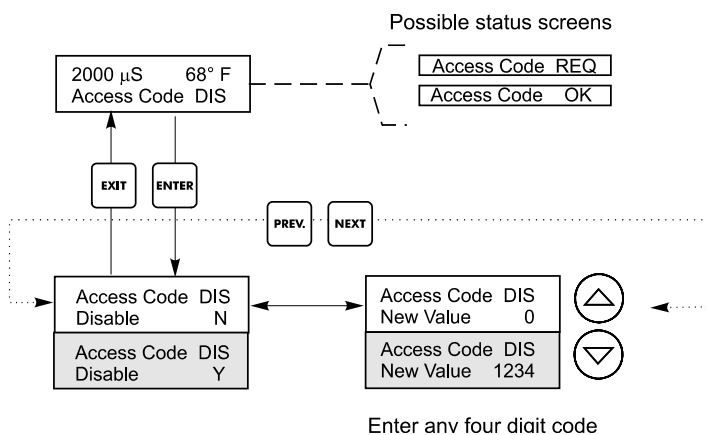 Possible status screens
2000 µS 68° F
Access Code DIS
Access Code REQ
Access Code OK
EXIT
ENTER
PREV.
NEXT
Access Code DIS
Disable N
Access Code DIS
Disable Y
Access Code DIS
New Value 0
Access Code DIS
New Value 1234
Enter any four digit code